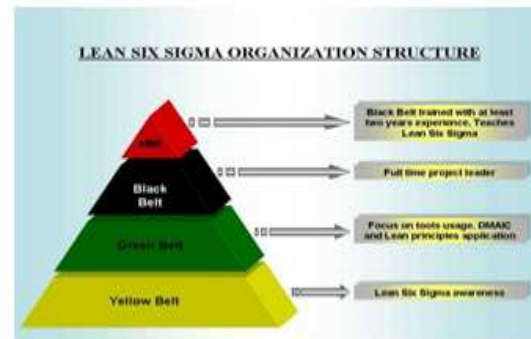 LEAN SIX SIGMA ORGANIZATION STRUCTURE
Black Belt trained with at least
two years experience. Teaches
Lean Six Sigma
Black
Belt
Full time project leader
Green Belt
Focus on tools usage. DMAIC
and Lean principles application
Yellow Belt
Lean Six Sigma awareness